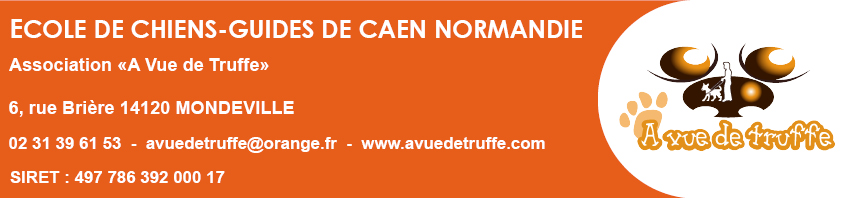 ECOLE DE CHIENS-GUIDES DE CAEN NORMANDIE
Association «A Vue de Truffe»
6, rue Brière 14120 MONDEVILLE
02 31 39 61 53 - avuedetruffe@orange.fr - www.avuedetruffe.com
SIRET : 497 786 392 000 17
A vue de truffe